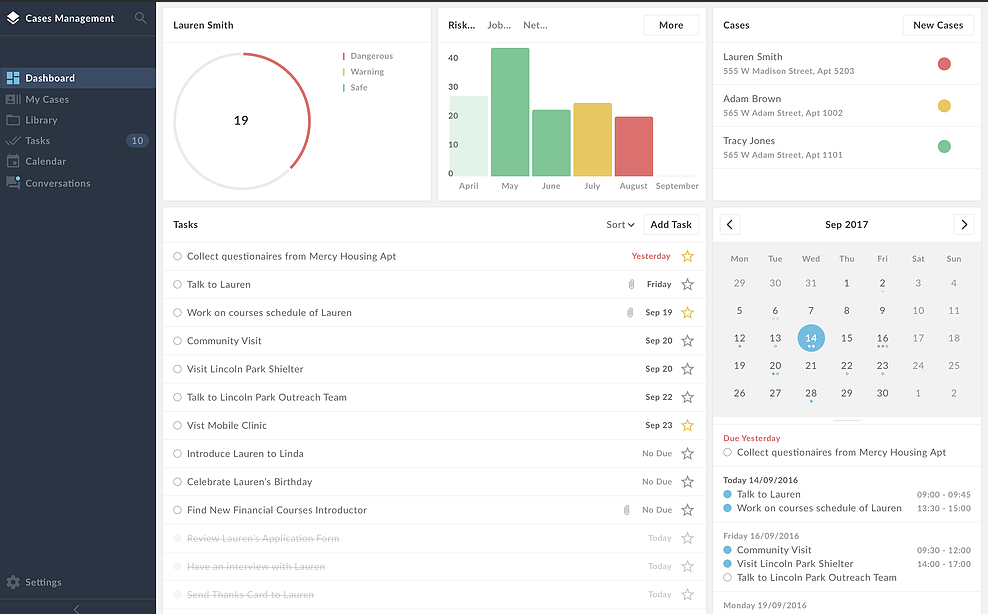 Cases Management
Dashboard
My Cases
Library
Tasks 10
Calendar
Conversations
Settings
Lauren Smith
19
Dangerous
Warning
Safe
Risk... Job... Net... More
40
30
20
10
0
April May June July August September
Cases New Cases
Lauren Smith
555 W Madison Street, Apt 5203
Adam Brown
565 W Adam Street, Apt 1002
Tracy Jones
565 W Adam Street, Apt 1101
Tasks Sort Add Task
Collect questionaires from Mercy Housing Apt Yesterday
Talk to Lauren Friday
Work on courses schedule of Lauren Sep 19
Community Visit Sep 20
Visit Lincoln Park Shielter Sep 20
Talk to Lincoln Park Outreach Team Sep 22
Vist Mobile Clinic Sep 23
Introduce Lauren to Linda No Due
Celebrate Lauren's Birthday No Due
Find New Financial Courses Introductor No Due
Review Lauren's Application Form Today
Have an interview with Lauren Today
Send Thanks Card to Lauren Today
Sep 2017
Mon Tue Wed Thu Fri Sat Sun
29 30 31 1 2 3 4
5 6 7 8 9 10 11
12 13 14 15 16 17 18
19 20 21 22 23 24 25
26 27 28 29 30 1 2
Due Yesterday
Collect questionaires from Mercy Housing Apt
Today 14/09/2016
Talk to Lauren 09:00 - 09:45
Work on courses schedule of Lauren 13:30 - 15:00
Friday 16/09/2016
Community Visit 09:30 - 12:00
Visit Lincoln Park Shielter 14:00 - 17:00
Talk to Lincoln Park Outreach Team
Monday 19/09/2016